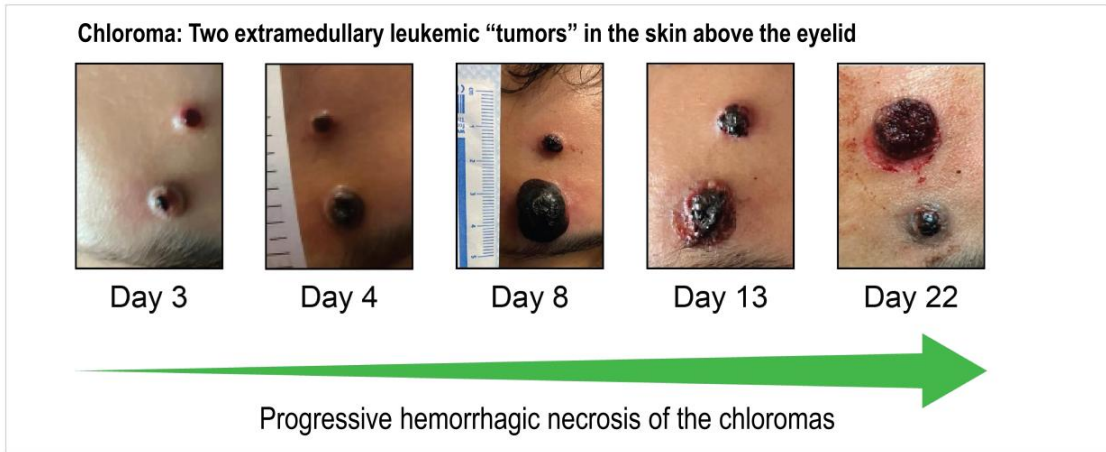 Chloroma: Two extramedullary leukemic “tumors” in the skin above the eyelid
Day 3
Day 4
Day 8
Day 13
Day 22
Progressive hemorrhagic necrosis of the chloromas